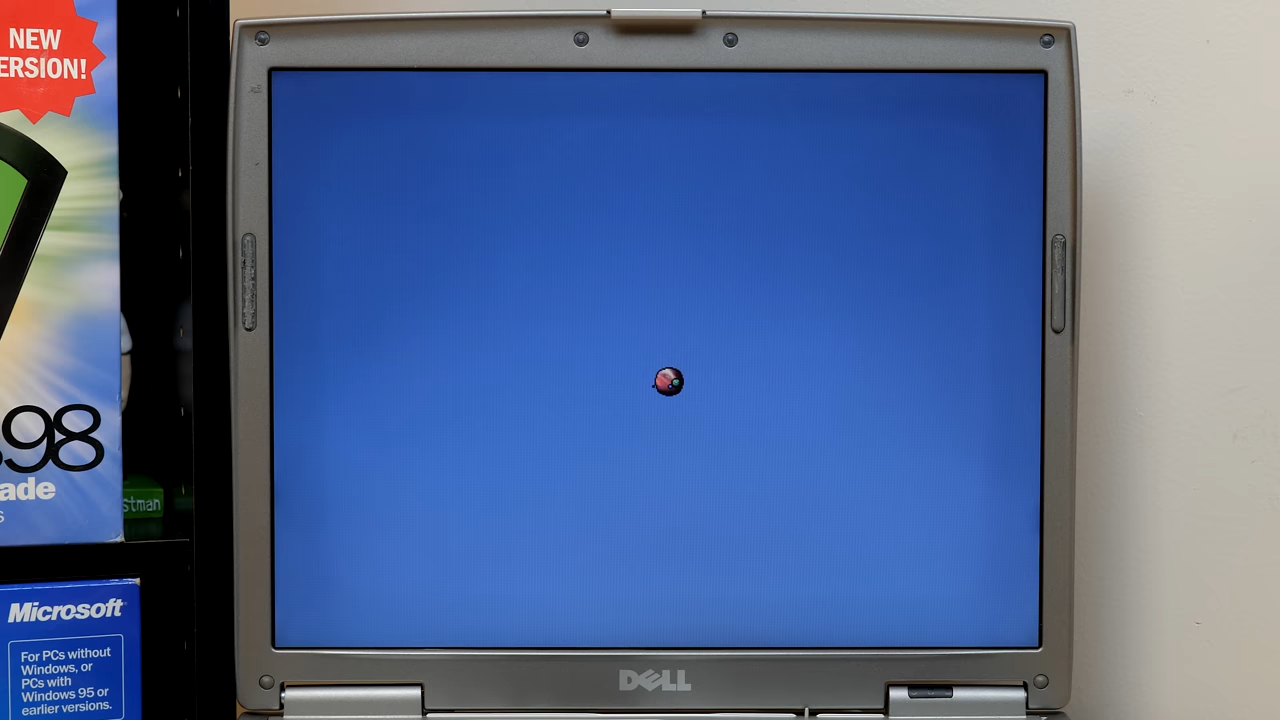 NEW
ERSION!
98
ade
s
stman
Microsoft
For PCs without
Windows, or
PCs with
Windows 95 or
earlier versions.
DELL